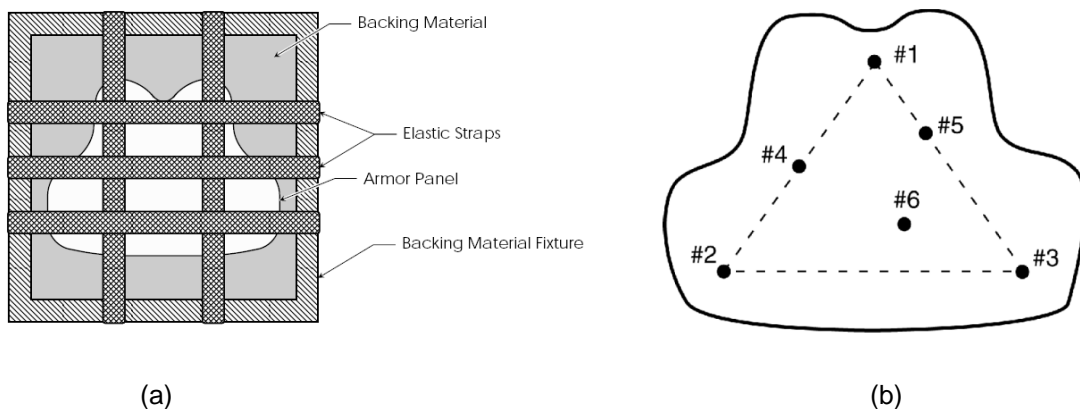 Backing Material
Elastic Straps
Armor Panel
Backing Material Fixture
(a)
#1
#5
#4
#6
#2
#3
(b)